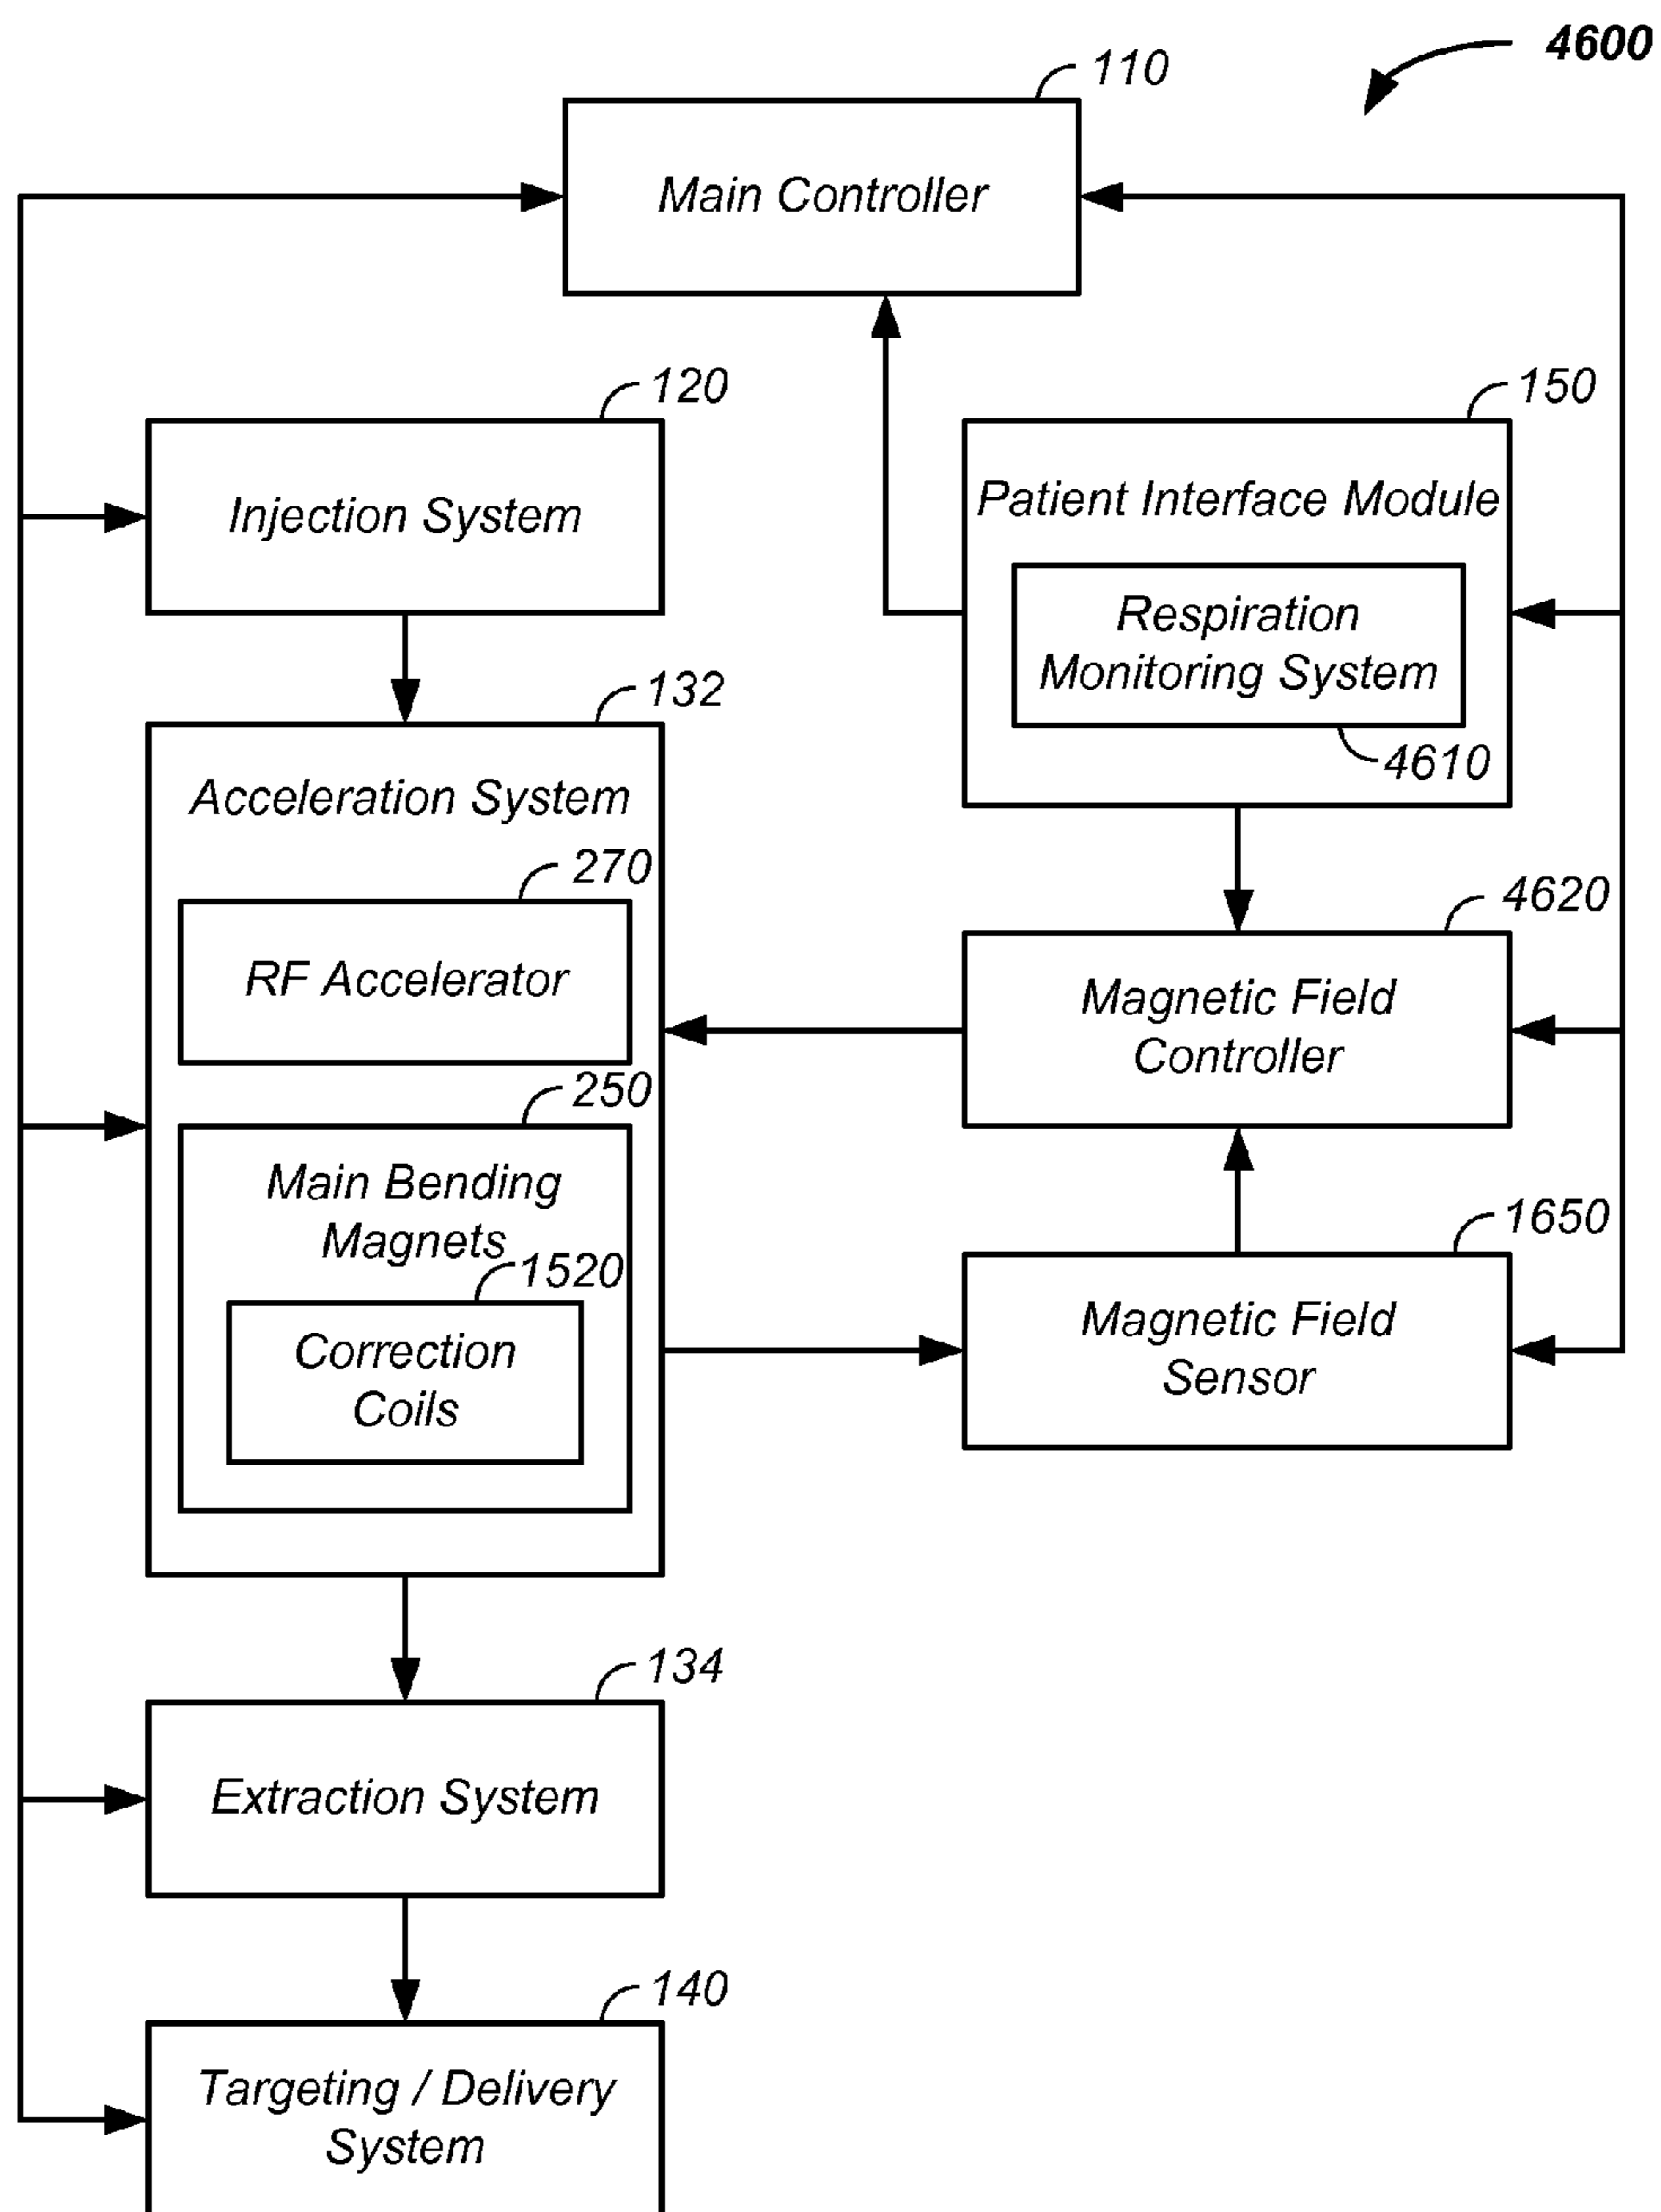 4600
110
Main Controller
120
Injection System
150
Patient Interface Module
Respiration
Monitoring System
4610
132
Acceleration System
270
RF Accelerator
4620
Magnetic Field
Controller
250
Main Bending
Magnets
1520
Correction
Coils
1650
Magnetic Field
Sensor
134
Extraction System
140
Targeting / Delivery
System